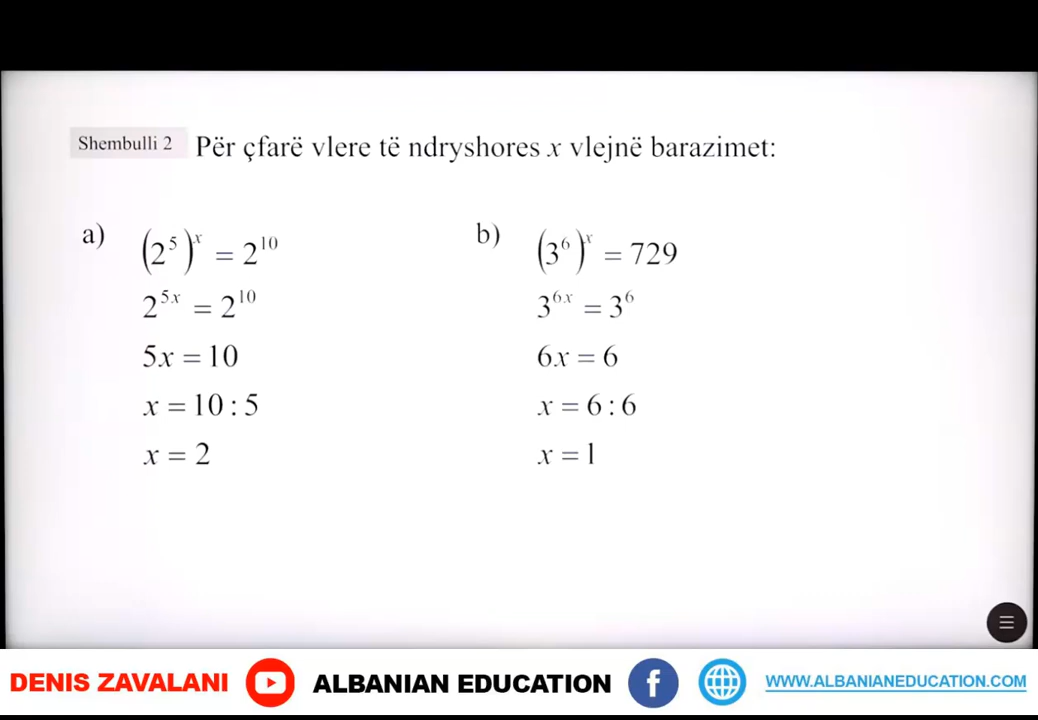 Shembulli 2 Për çfarë vlere të ndryshores x vlejnë barazimet:
a) (2⁵)ˣ = 2¹⁰
2⁵ˣ = 2¹⁰
5x = 10
x = 10 : 5
x = 2
b) (3⁶)ˣ = 729
3⁶ˣ = 3⁶
6x = 6
x = 6 : 6
x = 1
DENIS ZAVALANI ALBANIAN EDUCATION f WWW.ALBANIANEDUCATION.COM